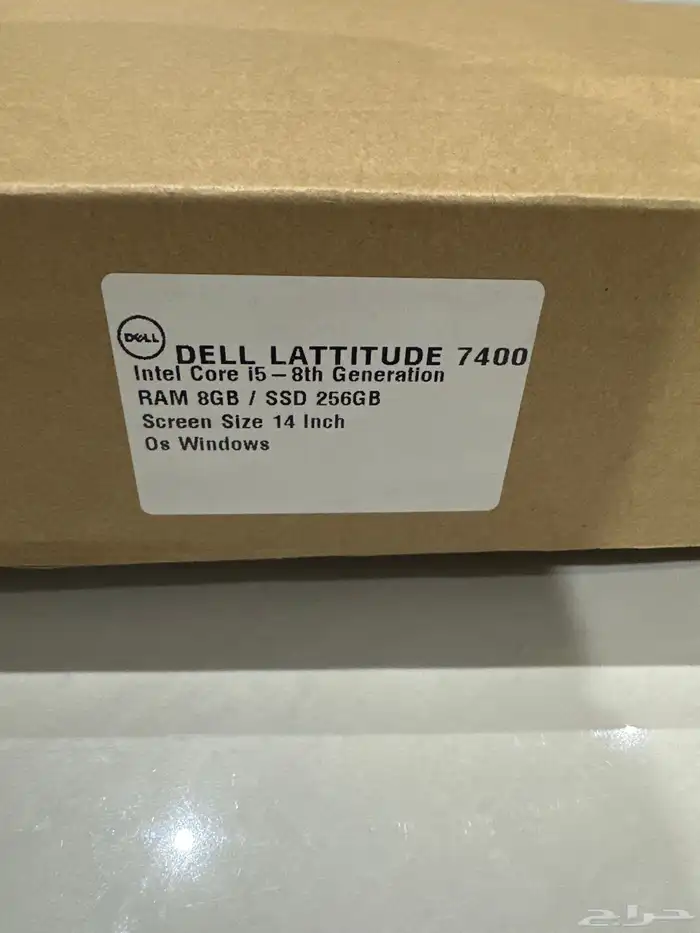 DELL
DELL LATTITUDE 7400
Intel Core i5-8th Generation
RAM 8GB / SSD 256GB
Screen Size 14 Inch
Os Windows
حراج